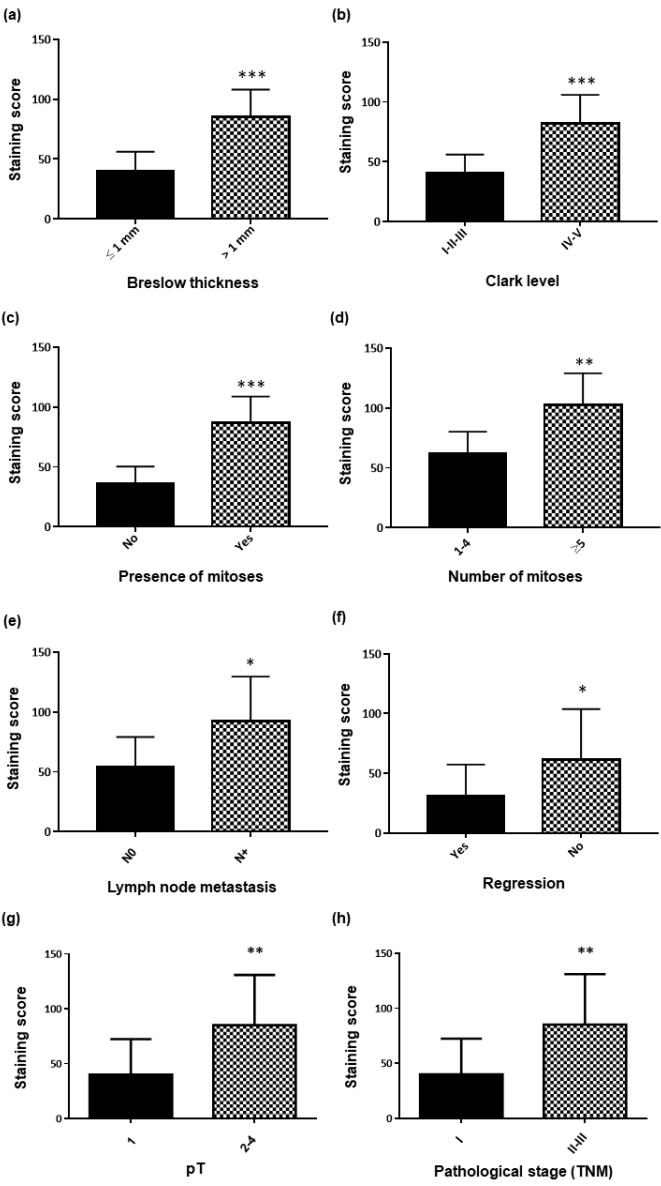 (a)
150
100
50
0
Staining score
***
≤ 1 mm
> 1 mm
Breslow thickness
(b)
150
100
50
0
Staining score
***
I-II-III
IV-V
Clark level
(c)
150
100
50
0
Staining score
***
No
Yes
Presence of mitoses
(d)
150
100
50
0
Staining score
**
1-4
≥5
Number of mitoses
(e)
150
100
50
0
Staining score
*
N0
N+
Lymph node metastasis
(f)
150
100
50
0
Staining score
*
Yes
No
Regression
(g)
150
100
50
0
Staining score
**
1
2-4
pT
(h)
150
100
50
0
Staining score
**
I
II-III
Pathological stage (TNM)